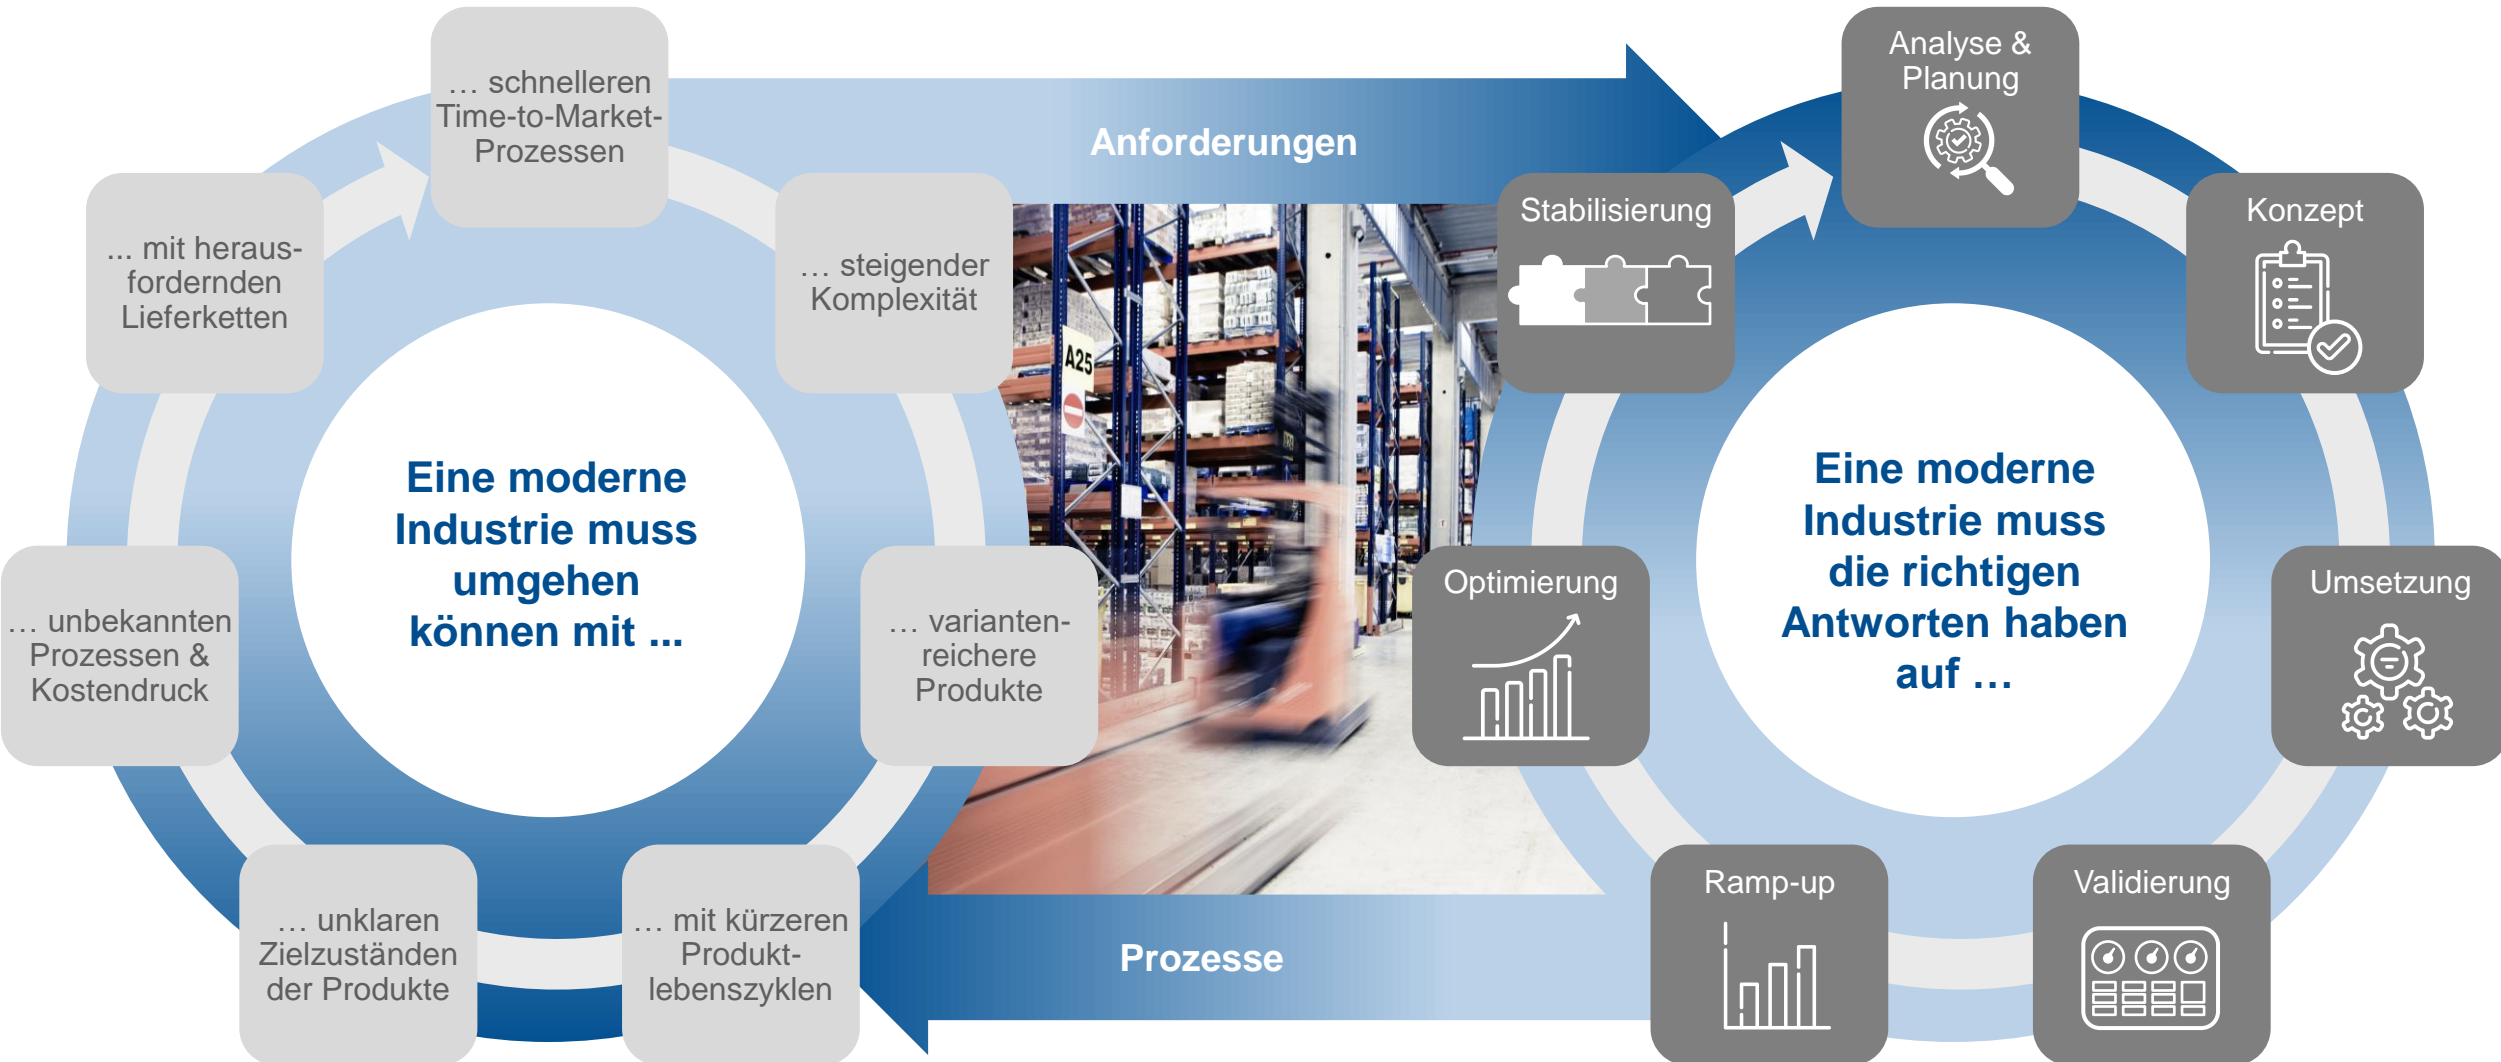 … schnelleren
Time-to-Market-
Prozessen
… steigender
Komplexität
… varianten-
reichere
Produkte
… mit kürzeren
Produkt-
lebenszyklen
… unklaren
Zielzuständen
der Produkte
… unbekannten
Prozessen &
Kostendruck
... mit heraus-
fordernden
Lieferketten
Eine moderne
Industrie muss
umgehen
können mit ...
Anforderungen
A25
Prozesse
Analyse &
Planung
Konzept
Umsetzung
Validierung
Ramp-up
Optimierung
Stabilisierung
Eine moderne
Industrie muss
die richtigen
Antworten haben
auf …